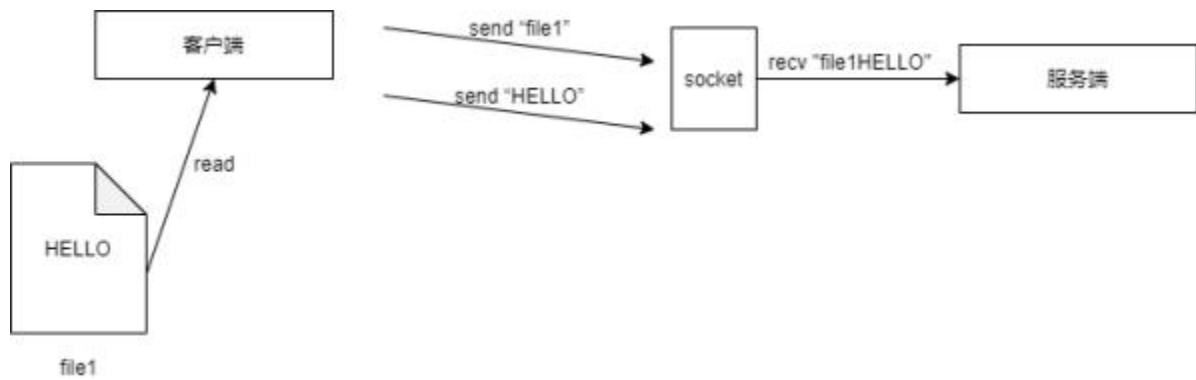 客户端
send “file1”
send “HELLO”
socket
recv “file1HELLO”
服务端
read
HELLO
file1